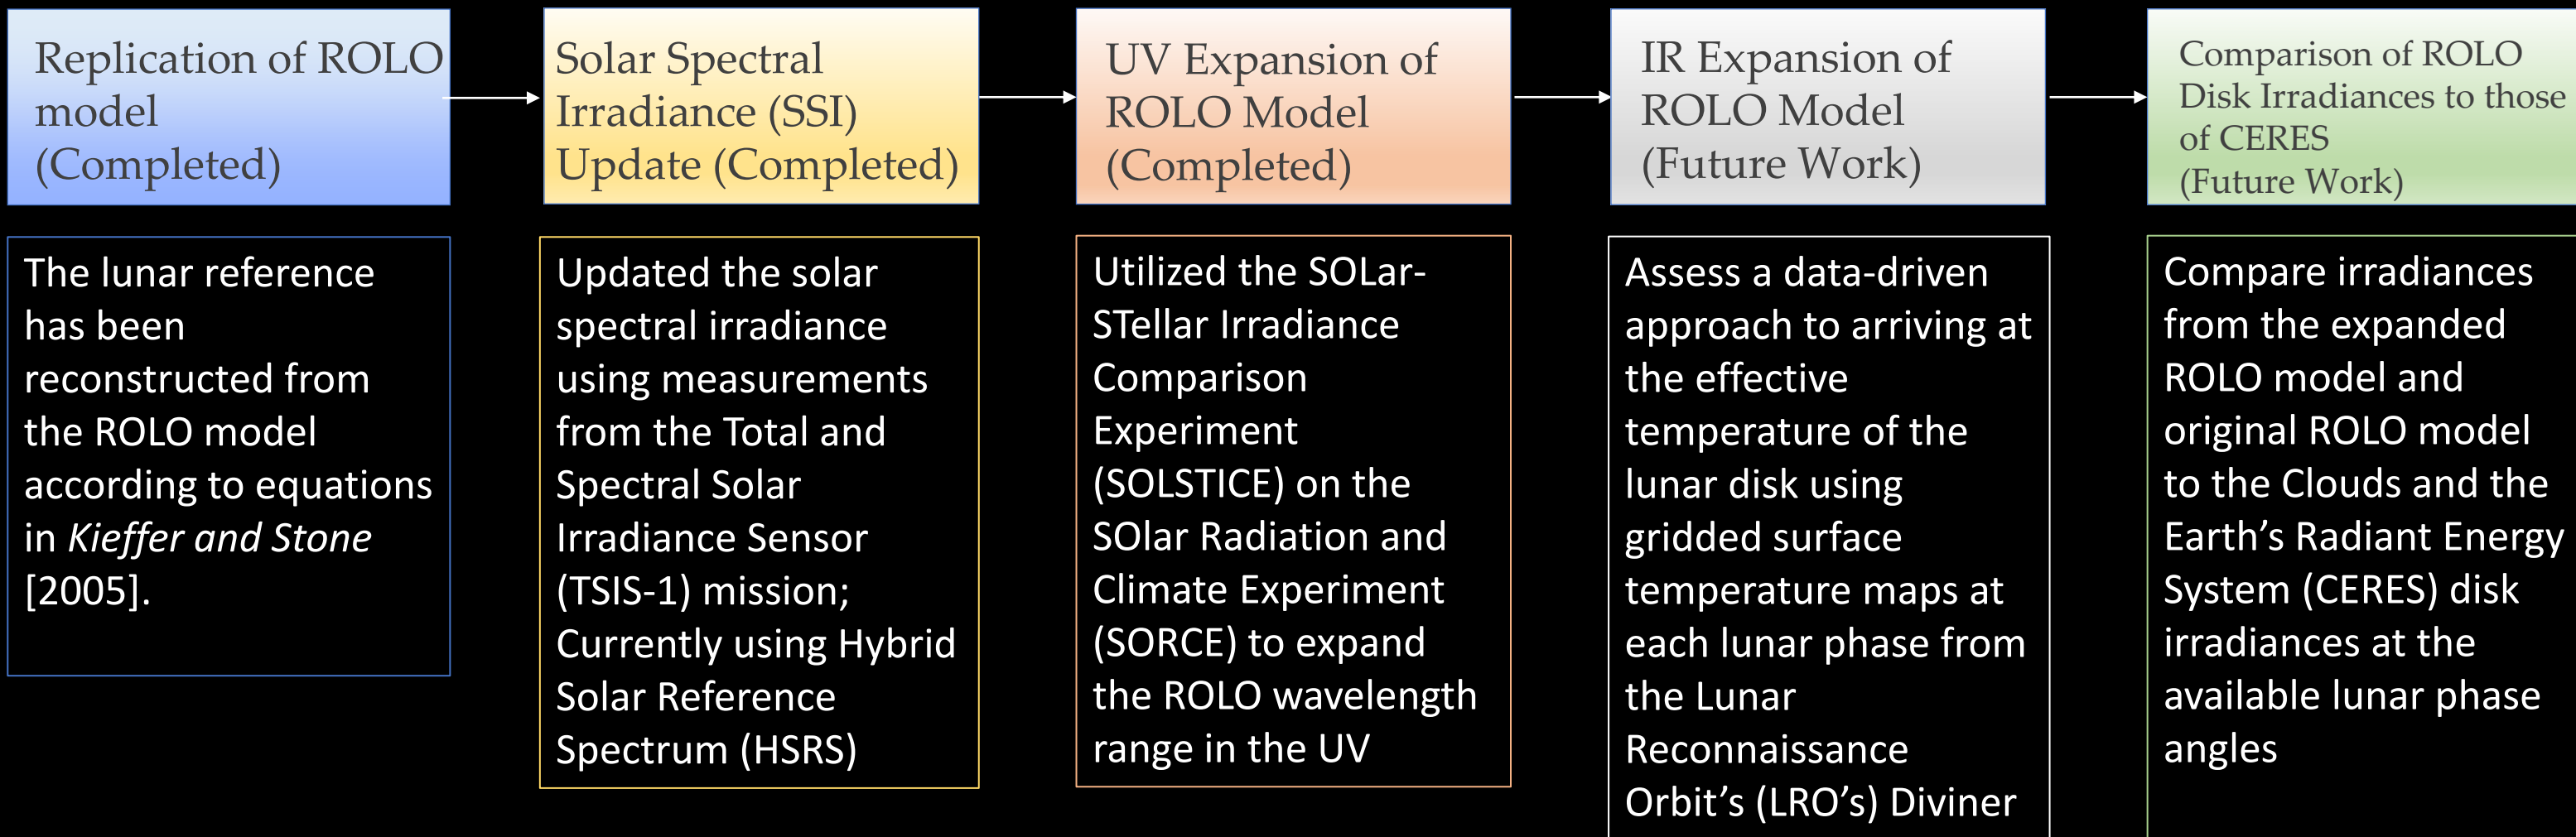 Replication of ROLO
model
(Completed)
Solar Spectral
Irradiance (SSI)
Update (Completed)
UV Expansion of
ROLO Model
(Completed)
IR Expansion of
ROLO Model
(Future Work)
Comparison of ROLO
Disk Irradiances to those
of CERES
(Future Work)
The lunar reference
has been
reconstructed from
the ROLO model
according to equations
in Kieffer and Stone
[2005].
Updated the solar
spectral irradiance
using measurements
from the Total and
Spectral Solar
Irradiance Sensor
(TSIS-1) mission;
Currently using Hybrid
Solar Reference
Spectrum (HSRS)
Utilized the SOLar-
STellar Irradiance
Comparison
Experiment
(SOLSTICE) on the
SOlar Radiation and
Climate Experiment
(SORCE) to expand
the ROLO wavelength
range in the UV
Assess a data-driven
approach to arriving at
the effective
temperature of the
lunar disk using
gridded surface
temperature maps at
each lunar phase from
the Lunar
Reconnaissance
Orbit’s (LRO’s) Diviner
Compare irradiances
from the expanded
ROLO model and
original ROLO model
to the Clouds and the
Earth’s Radiant Energy
System (CERES) disk
irradiances at the
available lunar phase
angles